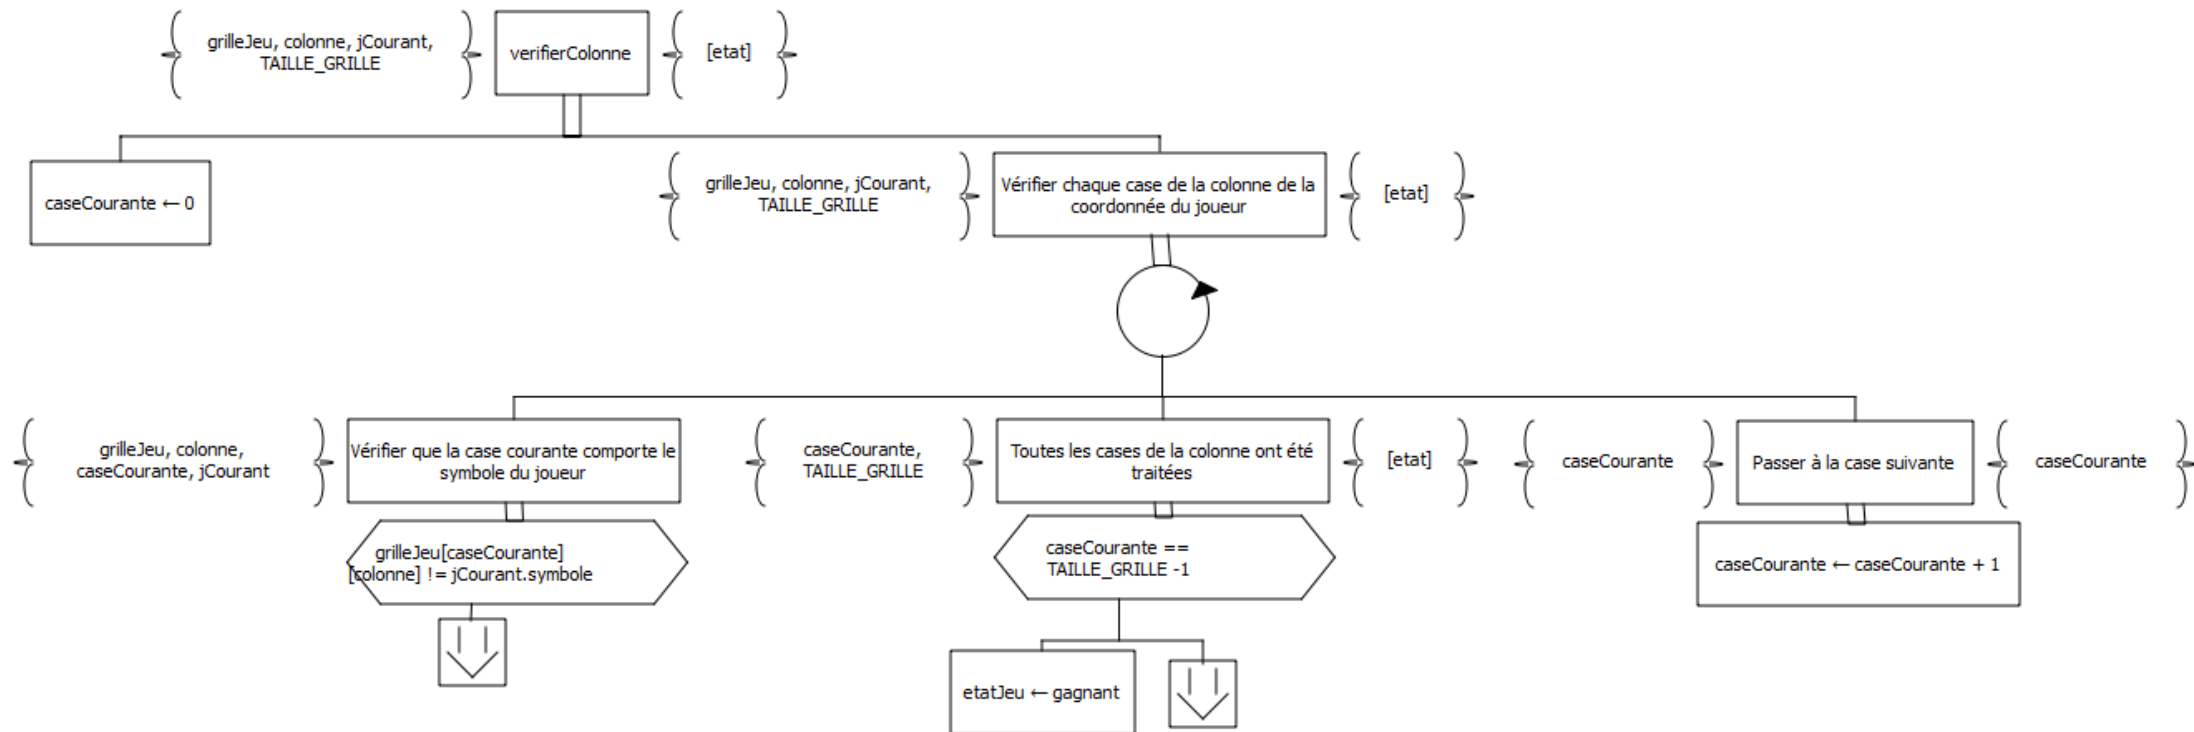 grilleJeu, colonne, jCourant,
TAILLE_GRILLE
verifierColonne
[etat]
caseCourante ← 0
grilleJeu, colonne, jCourant,
TAILLE_GRILLE
Vérifier chaque case de la colonne de la
coordonnée du joueur
[etat]
grilleJeu, colonne,
caseCourante, jCourant
Vérifier que la case courante comporte le
symbole du joueur
caseCourante,
TAILLE_GRILLE
Toutes les cases de la colonne ont été
traitées
[etat]
caseCourante
Passer à la case suivante
caseCourante
grilleJeu[caseCourante]
[colonne] != jCourant.symbole
caseCourante ==
TAILLE_GRILLE -1
caseCourante ← caseCourante + 1
etatJeu ← gagnant